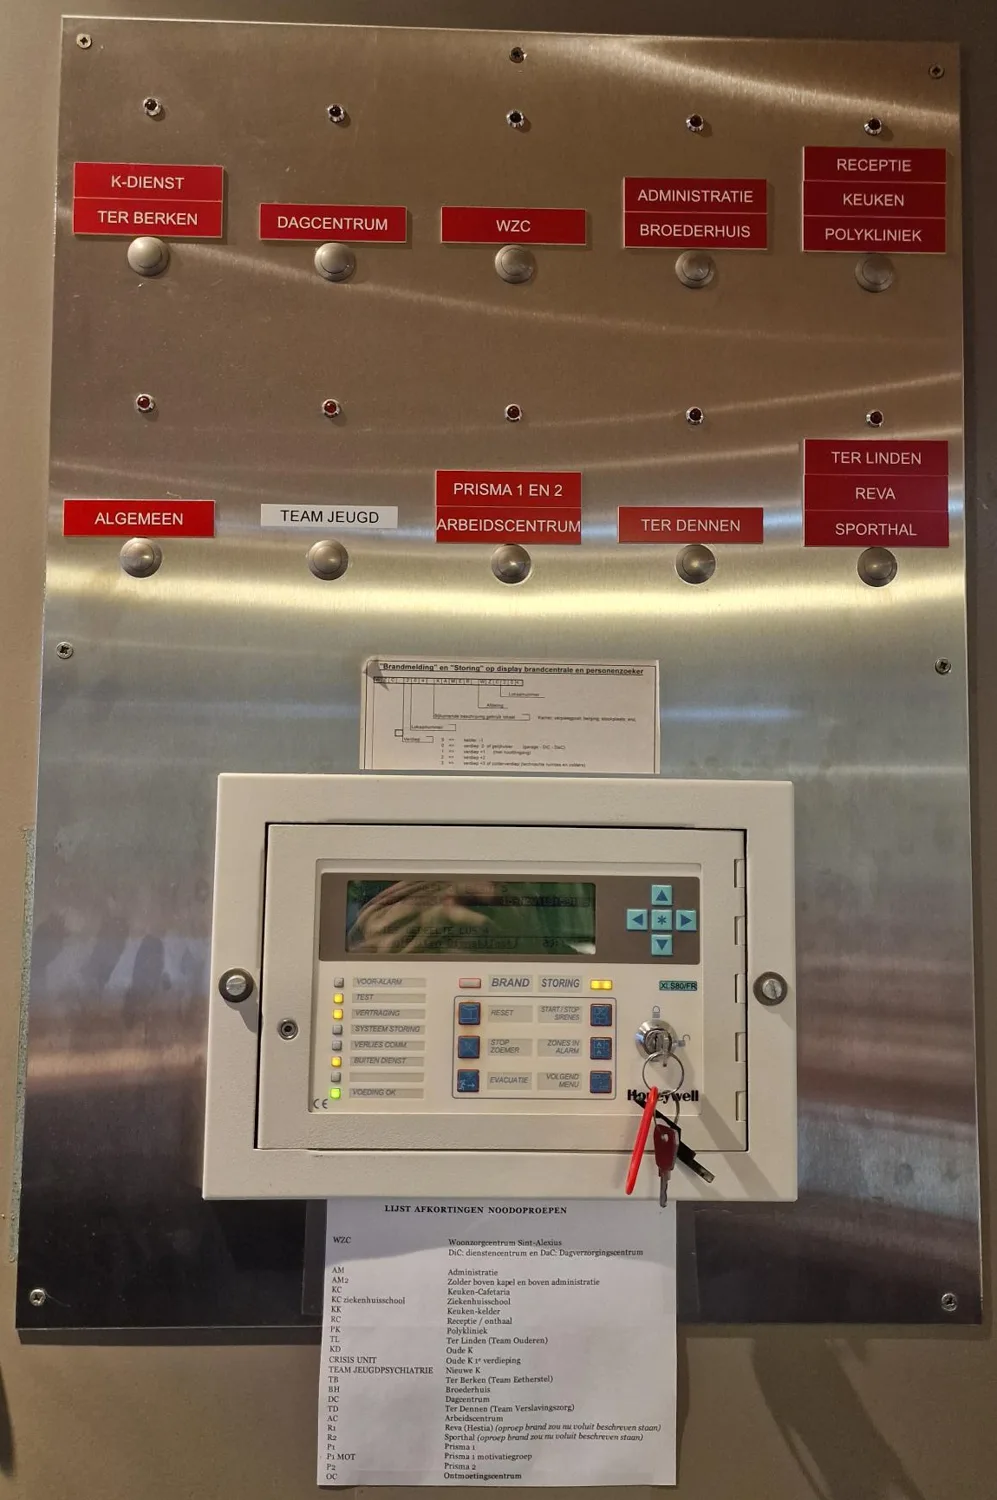 RECEPTIE
K-DIENST
ADMINISTRATIE
KEUKEN
TER BERKEN
DAGCENTRUM
WZC
BROEDERHUIS
POLYKLINIEK
TER LINDEN
PRISMA 1 EN 2
REVA
ALGEMEEN
TEAM JEUGD
ARBEIDSCENTRUM
TER DENNEN
SPORTHAL
"Brandmelding" en "Storing" op display brandcentrale en personenzoeker
Lokaalnummer
Afdeling
Lokaalnummer
Verdiep
VOOR-ALARM
TEST
VERTRAGING
SYSTEEM STORING
VERLIES COMM.
BUITEN DIENST
VOEDING OK
CE
BRAND
STORING
XLS80/FR
RESET
START / STOP
SIRENES
STOP
ZOEMER
ZONES IN
ALARM
EVACUATIE
VOLGEND
MENU
Honeywell
LIJST AFKORTINGEN NOODOPROEPEN
WZC Woonzorgcentrum Sint-Alexius
DiC: dienstencentrum en DaC: Dagverzorgingscentrum
AM Administratie
AM2 Zolder boven kapel en boven administratie
KC Keuken-Cafetaria
KC ziekenhuisschool Ziekenhuisschool
KK Keuken-kelder
RC Receptie / onthaal
PK Polykliniek
TL Ter Linden (Team Ouderen)
KD Oude K
CRISIS UNIT Oude K 1e verdieping
TEAM JEUGDPSYCHIATRIE Nieuwe K
TB Ter Berken (Team Eetherstel)
BH Broederhuis
DC Dagcentrum
TD Ter Dennen (Team Verslavingszorg)
AC Arbeidscentrum
R1 Reva (Hestia) (oproep brand zou nu voluit beschreven staan)
R2 Sporthal (oproep brand zou nu voluit beschreven staan)
P1 Prisma 1
P1 MOT Prisma 1 motivatiegroep
P2 Prisma 2
OC Ontmoetingscentrum